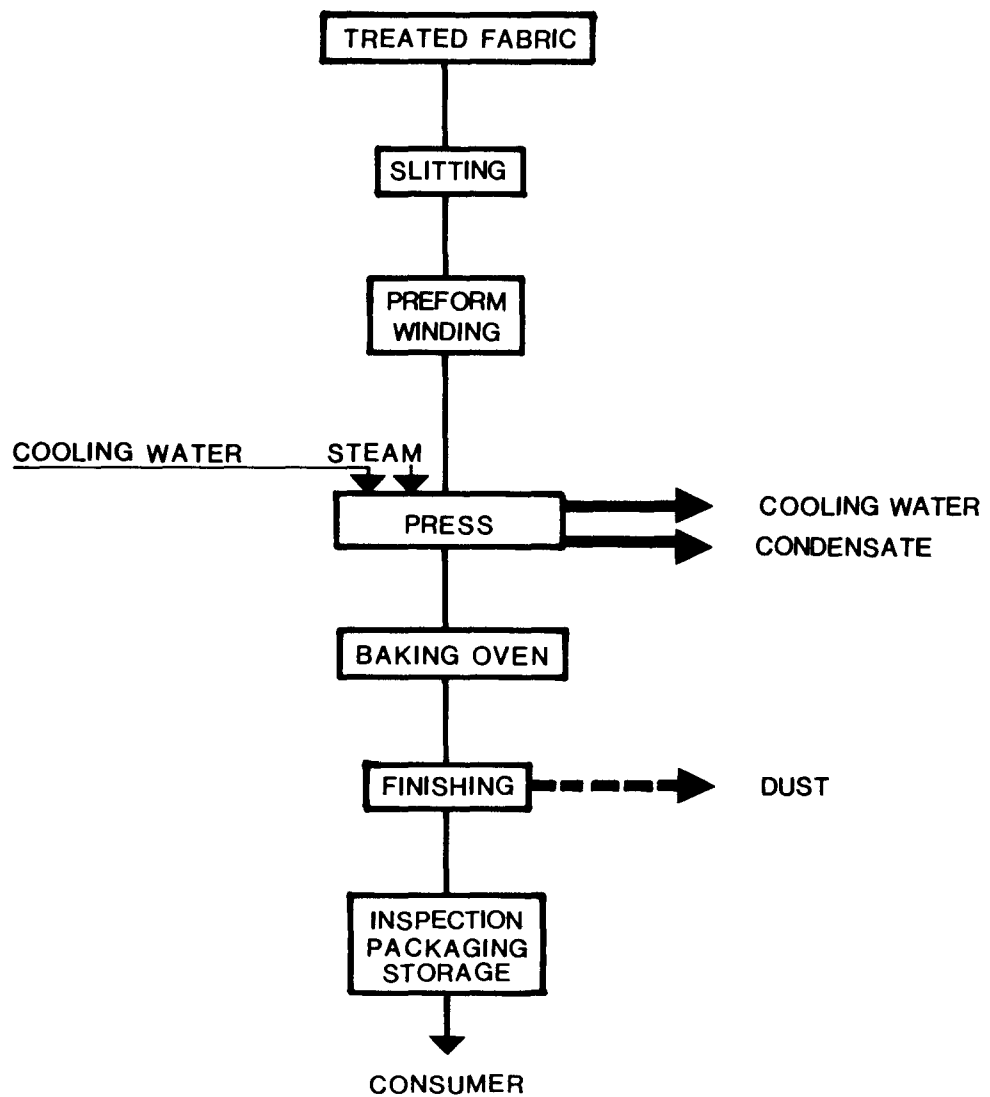 TREATED FABRIC
SLITTING
PREFORM
WINDING
COOLING WATER
STEAM
PRESS
COOLING WATER
CONDENSATE
BAKING OVEN
FINISHING
DUST
INSPECTION
PACKAGING
STORAGE
CONSUMER